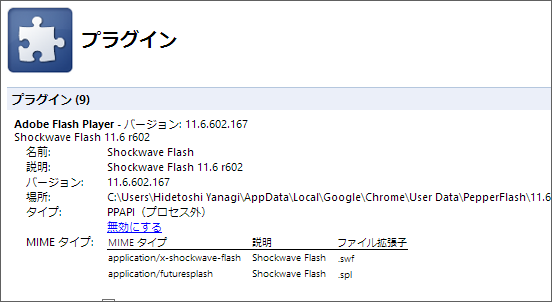 プラグイン
プラグイン (9)
Adobe Flash Player - バージョン: 11.6.602.167
Shockwave Flash 11.6 r602
名前: Shockwave Flash
説明: Shockwave Flash 11.6 r602
バージョン: 11.6.602.167
場所: C:\Users\Hidetoshi Yanagi\AppData\Local\Google\Chrome\User Data\PepperFlash\11.6
タイプ: PPAPI（プロセス外）
無効にする
MIME タイプ: MIME タイプ 説明 ファイル拡張子
application/x-shockwave-flash Shockwave Flash .swf
application/futuresplash Shockwave Flash .spl